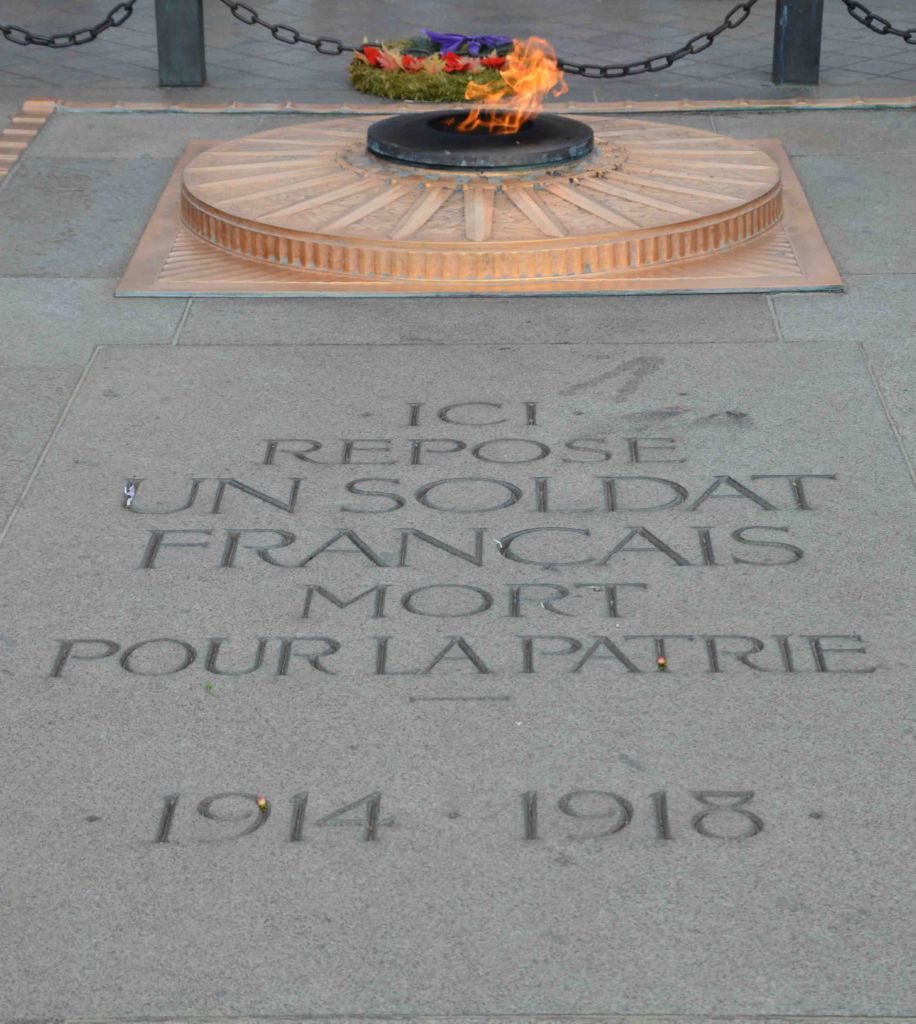 ICI
REPOSE
UN SOLDAT
FRANÇAIS
MORT
POUR LA PATRIE
1914 · 1918